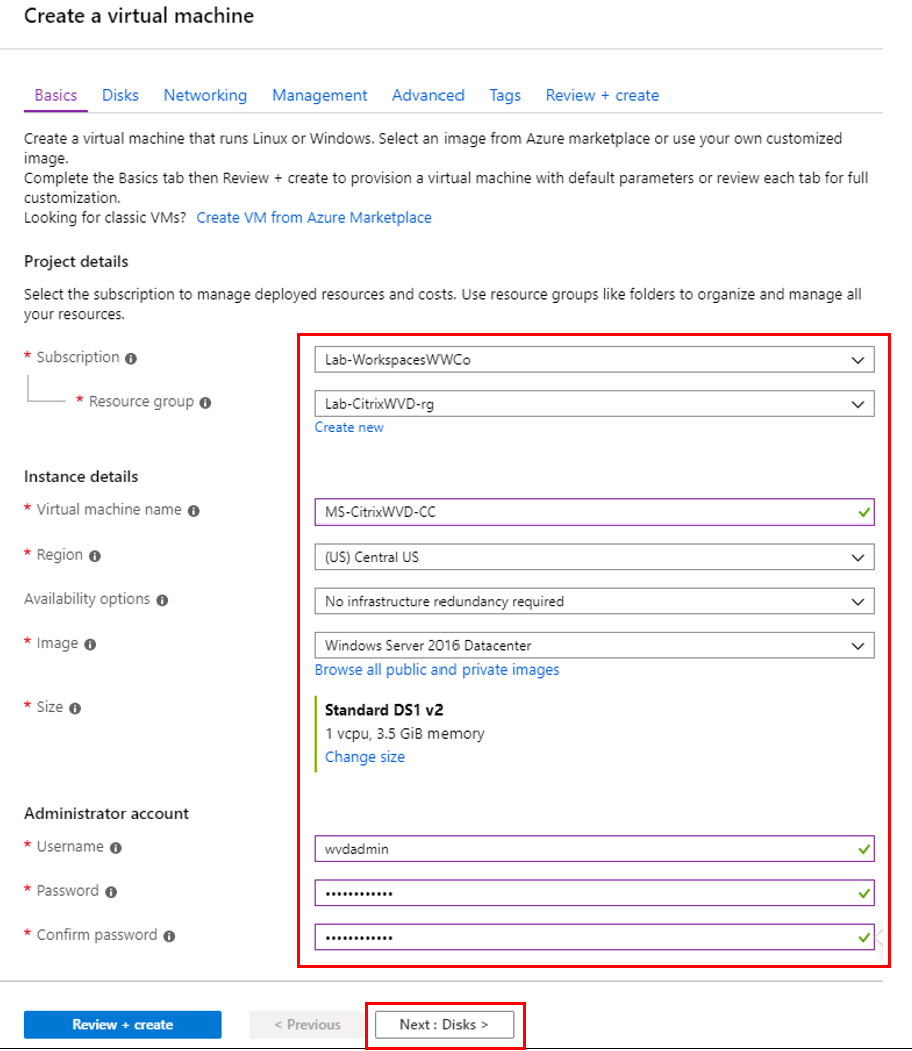 Create a virtual machine
Basics Disks Networking Management Advanced Tags Review + create
Create a virtual machine that runs Linux or Windows. Select an image from Azure marketplace or use your own customized
image.
Complete the Basics tab then Review + create to provision a virtual machine with default parameters or review each tab for full
customization.
Looking for classic VMs? Create VM from Azure Marketplace
Project details
Select the subscription to manage deployed resources and costs. Use resource groups like folders to organize and manage all
your resources.
* Subscription Lab-WorkspacesWWCo
* Resource group Lab-CitrixWVD-rg
Create new
Instance details
* Virtual machine name MS-CitrixWVD-CC
* Region (US) Central US
Availability options No infrastructure redundancy required
* Image Windows Server 2016 Datacenter
Browse all public and private images
* Size Standard DS1 v2
1 vcpu, 3.5 GiB memory
Change size
Administrator account
* Username wvdadmin
* Password ••••••••••••
* Confirm password ••••••••••••
Review + create < Previous Next : Disks >